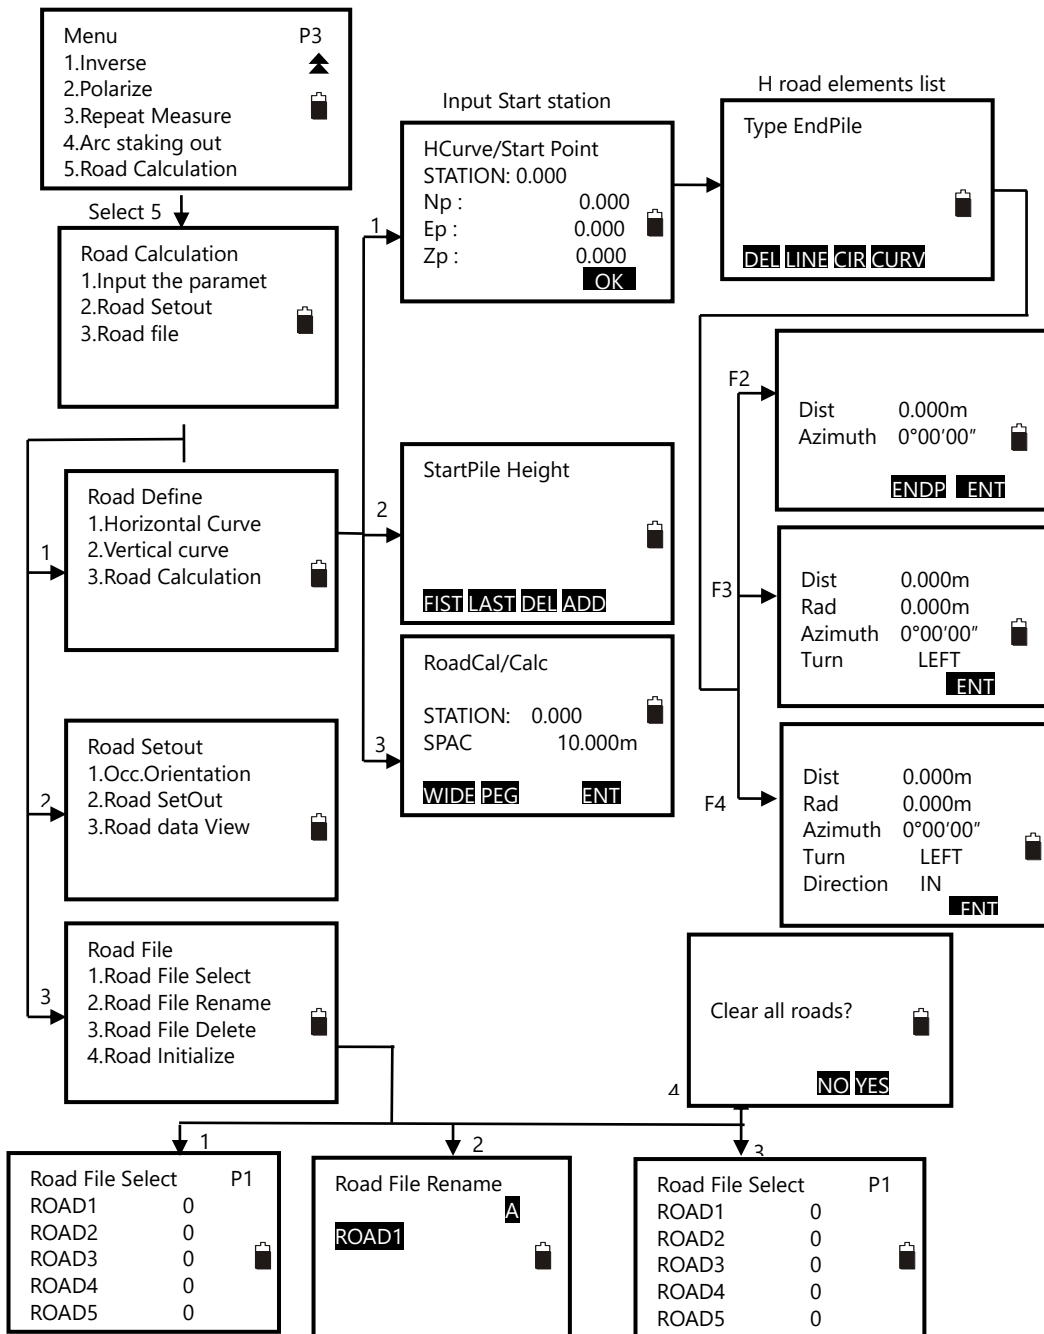 Menu P3
1.Inverse
2.Polarize
3.Repeat Measure
4.Arc staking out
5.Road Calculation
Select 5
Road Calculation
1.Input the paramet
2.Road Setout
3.Road file
Input Start station
HCurve/Start Point
STATION: 0.000
Np : 0.000
Ep : 0.000
Zp : 0.000
OK
H road elements list
Type EndPile
DEL LINE CIR CURV
1
Road Define
1.Horizontal Curve
2.Vertical curve
3.Road Calculation
1
2
StartPile Height
FIST LAST DEL ADD
3
RoadCal/Calc
STATION: 0.000
SPAC 10.000m
WIDE PEG ENT
F2
Dist 0.000m
Azimuth 0°00'00"
ENDP ENT
F3
Dist 0.000m
Rad 0.000m
Azimuth 0°00'00"
Turn LEFT
ENT
F4
Dist 0.000m
Rad 0.000m
Azimuth 0°00'00"
Turn LEFT
Direction IN
ENT
2
Road Setout
1.Occ.Orientation
2.Road SetOut
3.Road data View
3
Road File
1.Road File Select
2.Road File Rename
3.Road File Delete
4.Road Initialize
4
Clear all roads?
NO YES
1
Road File Select P1
ROAD1 0
ROAD2 0
ROAD3 0
ROAD4 0
ROAD5 0
2
Road File Rename
A
ROAD1
3
Road File Select P1
ROAD1 0
ROAD2 0
ROAD3 0
ROAD4 0
ROAD5 0